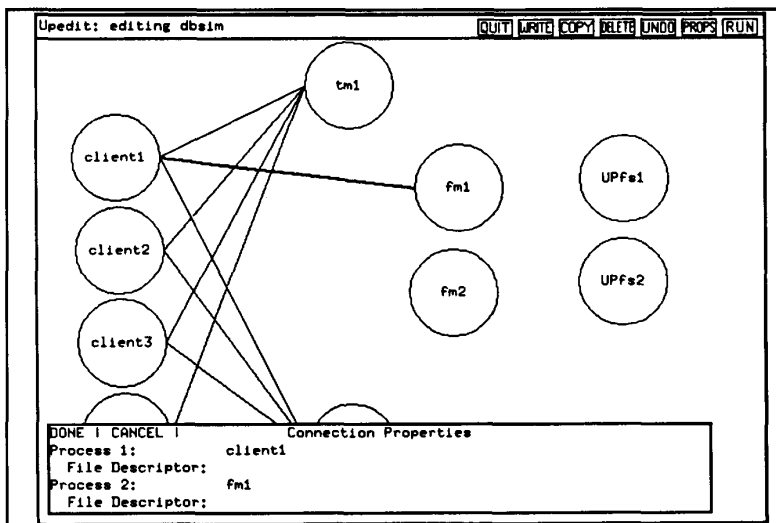 Upedit: editing dbsim QUIT WRITE COPY DELETE UNDO PROPS RUN
tm1
client1
fm1
UPfs1
client2
fm2
UPfs2
client3
DONE | CANCEL | Connection Properties
Process 1: client1
File Descriptor:
Process 2: fm1
File Descriptor: